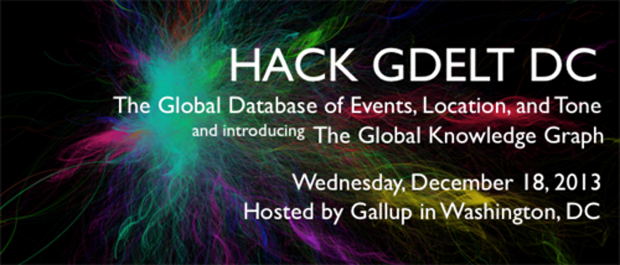 HACK GDELT DC
The Global Database of Events, Location, and Tone
and introducing The Global Knowledge Graph
Wednesday, December 18, 2013
Hosted by Gallup in Washington, DC